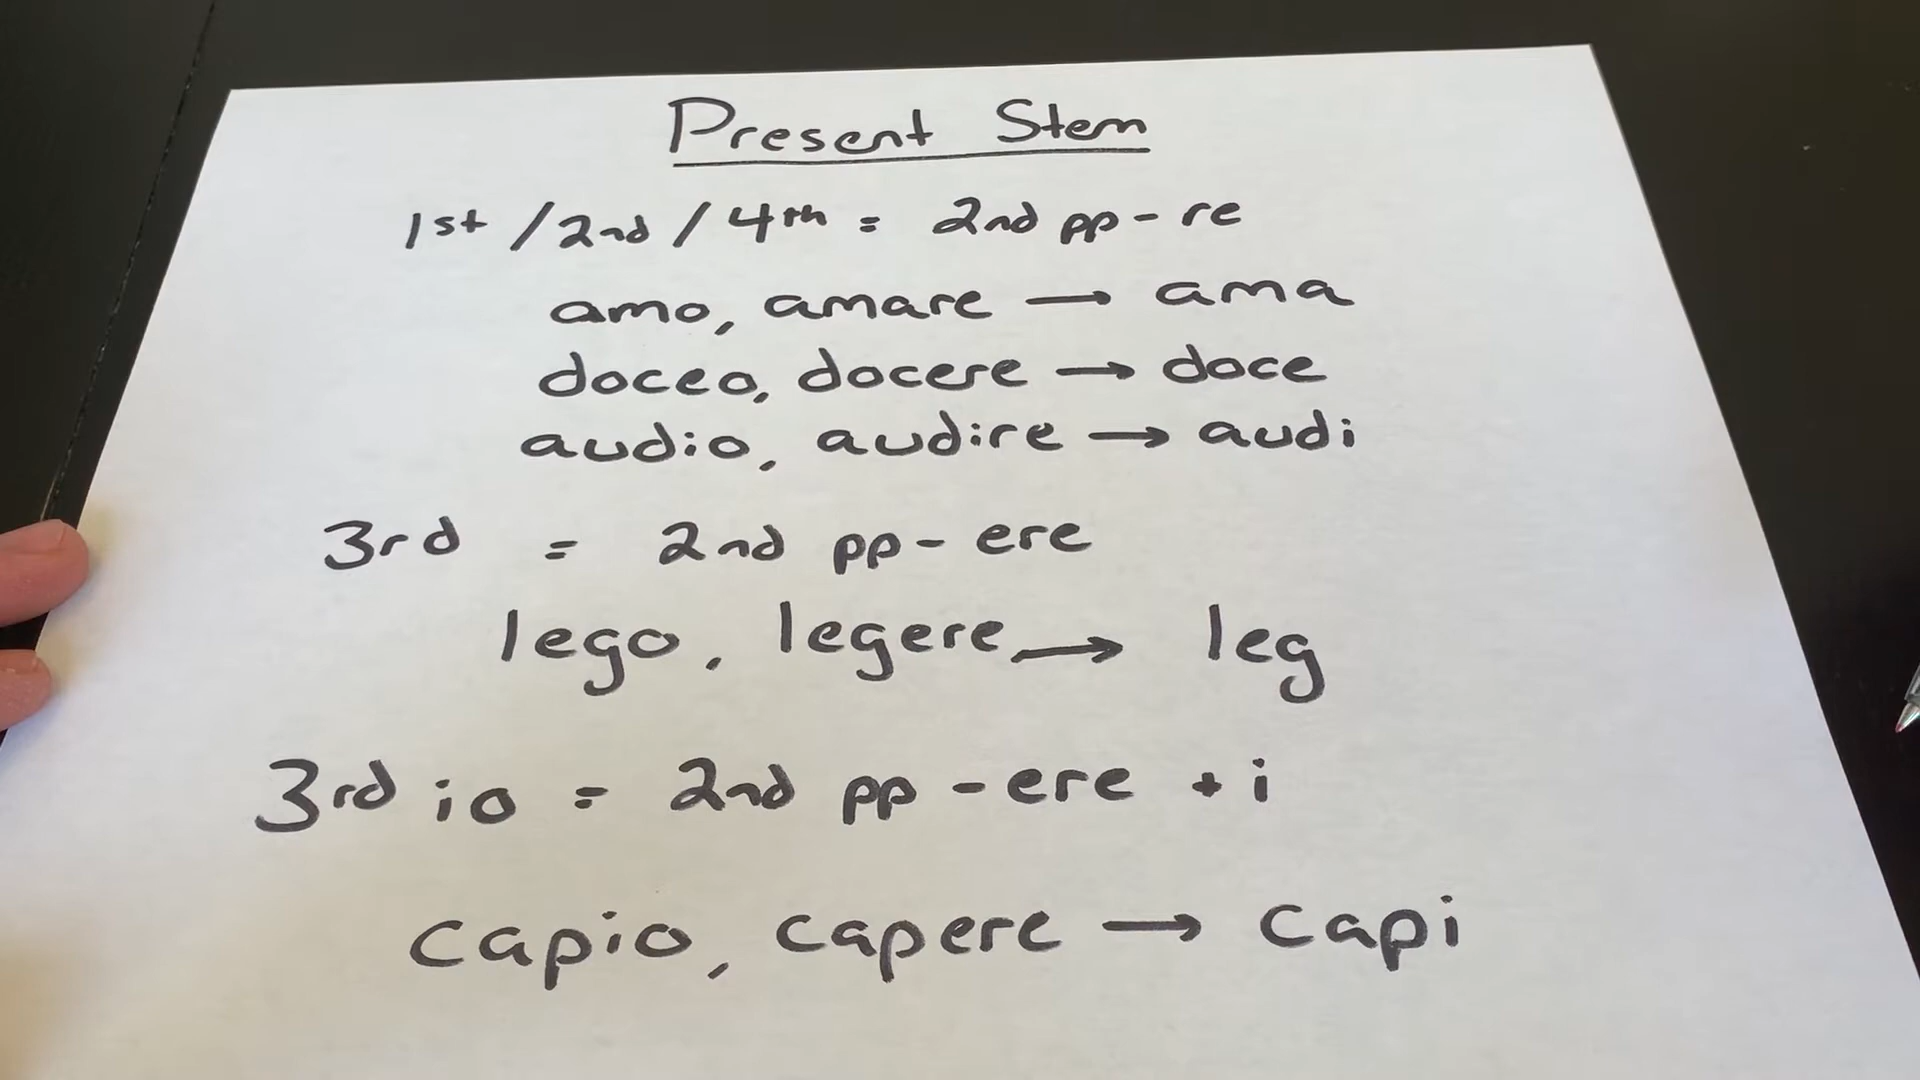 Present Stem
1st / 2nd / 4th = 2nd pp - re
amo, amare → ama
doceo, docere → doce
audio, audire → audi
3rd = 2nd pp - ere
lego, legere → leg
3rd io = 2nd pp - ere + i
capio, capere → capi